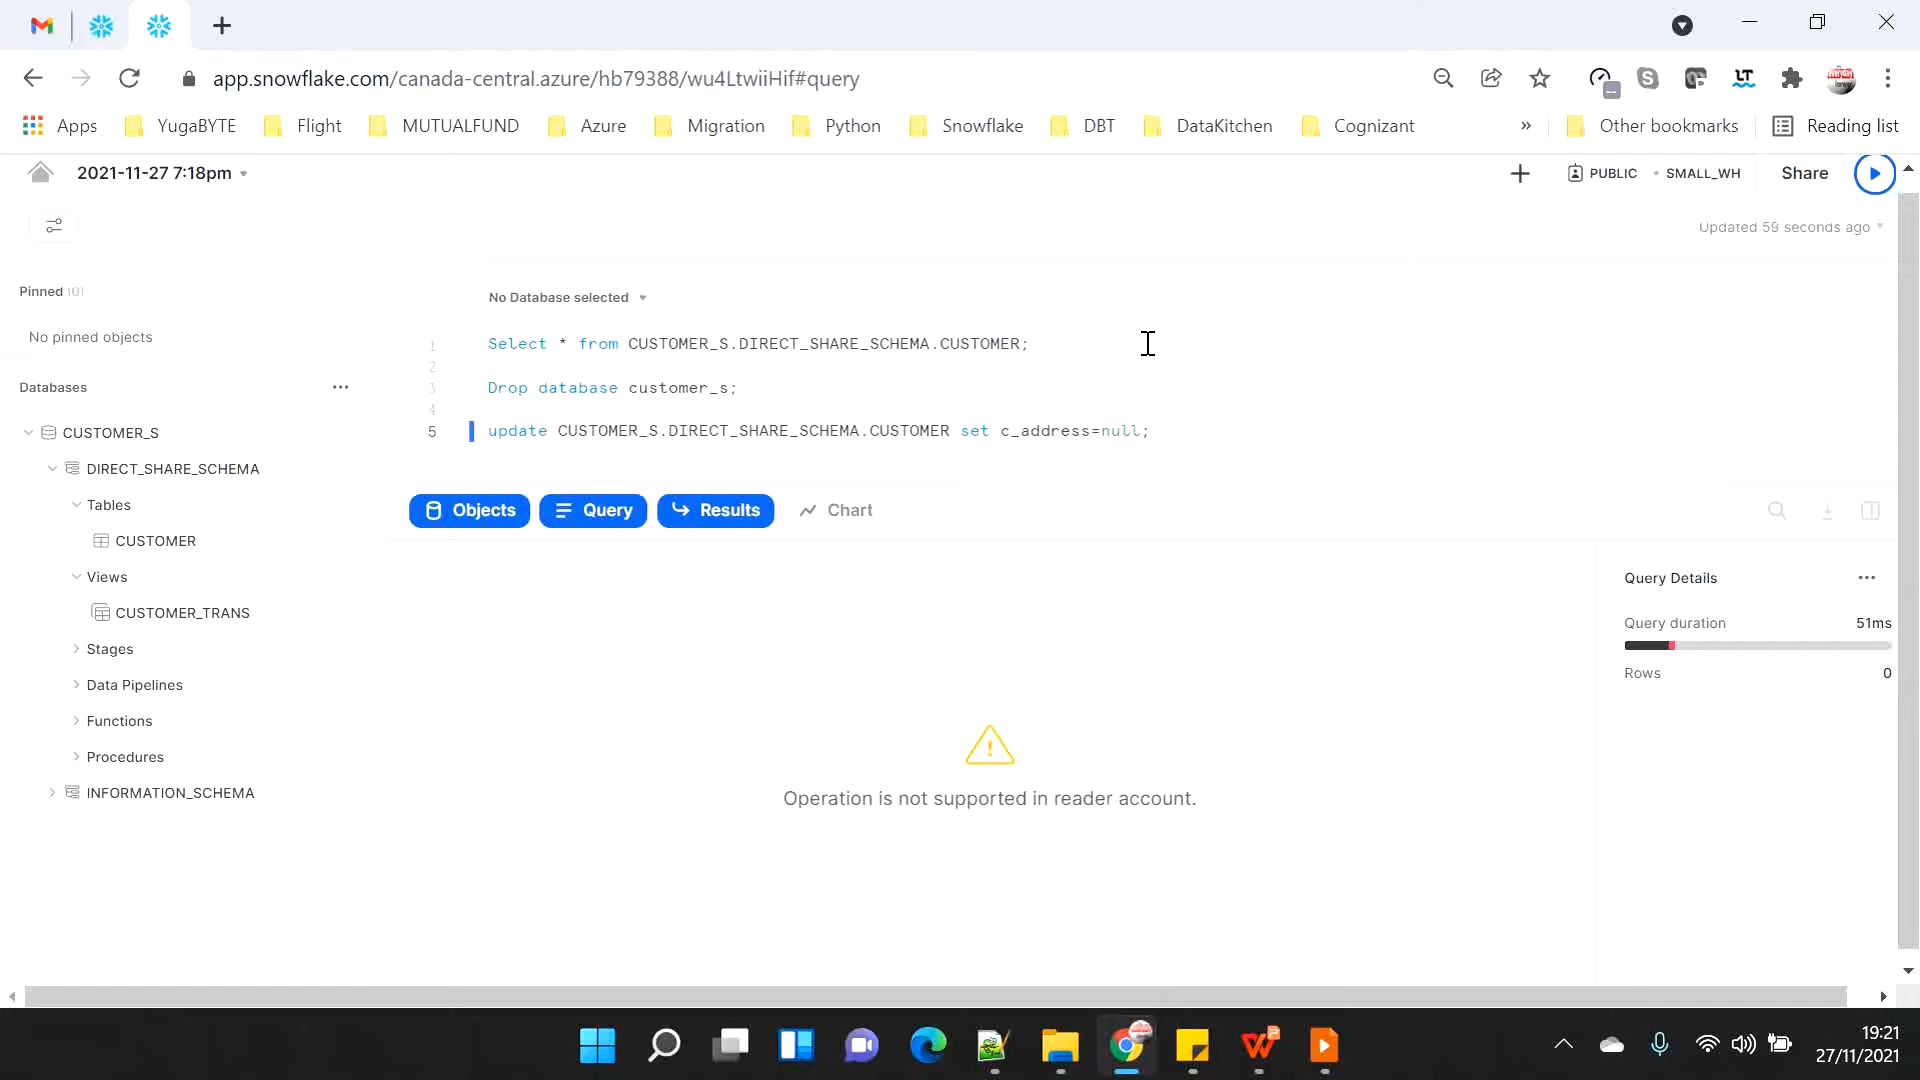 app.snowflake.com/canada-central.azure/hb79388/wu4LtwiiHif#query
Apps YugaBYTE Flight MUTUALFUND Azure Migration Python Snowflake DBT DataKitchen Cognizant » Other bookmarks Reading list
2021-11-27 7:18pm PUBLIC • SMALL_WH Share
Updated 59 seconds ago
Pinned (0)
No Database selected
No pinned objects
1 Select * from CUSTOMER_S.DIRECT_SHARE_SCHEMA.CUSTOMER;
2
3 Drop database customer_s;
4
5 update CUSTOMER_S.DIRECT_SHARE_SCHEMA.CUSTOMER set c_address=null;
Databases
CUSTOMER_S
DIRECT_SHARE_SCHEMA
Tables
CUSTOMER
Views
CUSTOMER_TRANS
Stages
Data Pipelines
Functions
Procedures
INFORMATION_SCHEMA
Objects Query Results Chart
Query Details
Query duration 51ms
Rows 0
Operation is not supported in reader account.
19:21
27/11/2021